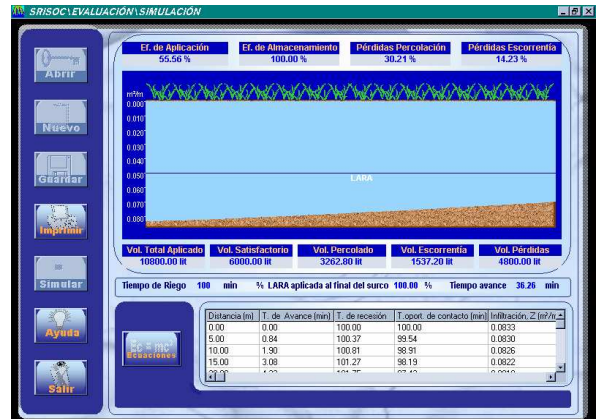 SRISOC\EVALUACIÓN\SIMULACIÓN
Abrir
Nuevo
Guardar
Imprimir
Simular
Ayuda
Salir
Ef. de Aplicación Ef. de Almacenamiento Pérdidas Percolación Pérdidas Escorrentía
55.56 % 100.00 % 30.21 % 14.23 %
m³/m
0.000
0.010
0.020
0.030
0.040
0.050
0.060
0.070
0.080
LARA
Vol. Total Aplicado Vol. Satisfactorio Vol. Percolado Vol. Escorrentía Vol. Pérdidas
10800.00 lit 6000.00 lit 3262.80 lit 1537.20 lit 4800.00 lit
Tiempo de Riego 100 min % LARA aplicada al final del surco 100.00 % Tiempo avance 36.26 min
Ec = mc²
Ecuaciones
Distancia (m) T. de Avance (min) T. de recesión T.oport. de contacto (min) Infiltración, Z (m³/m
0.00 0.00 100.00 100.00 0.0833
5.00 0.84 100.37 99.54 0.0830
10.00 1.90 100.81 98.91 0.0826
15.00 3.08 101.27 98.19 0.0822